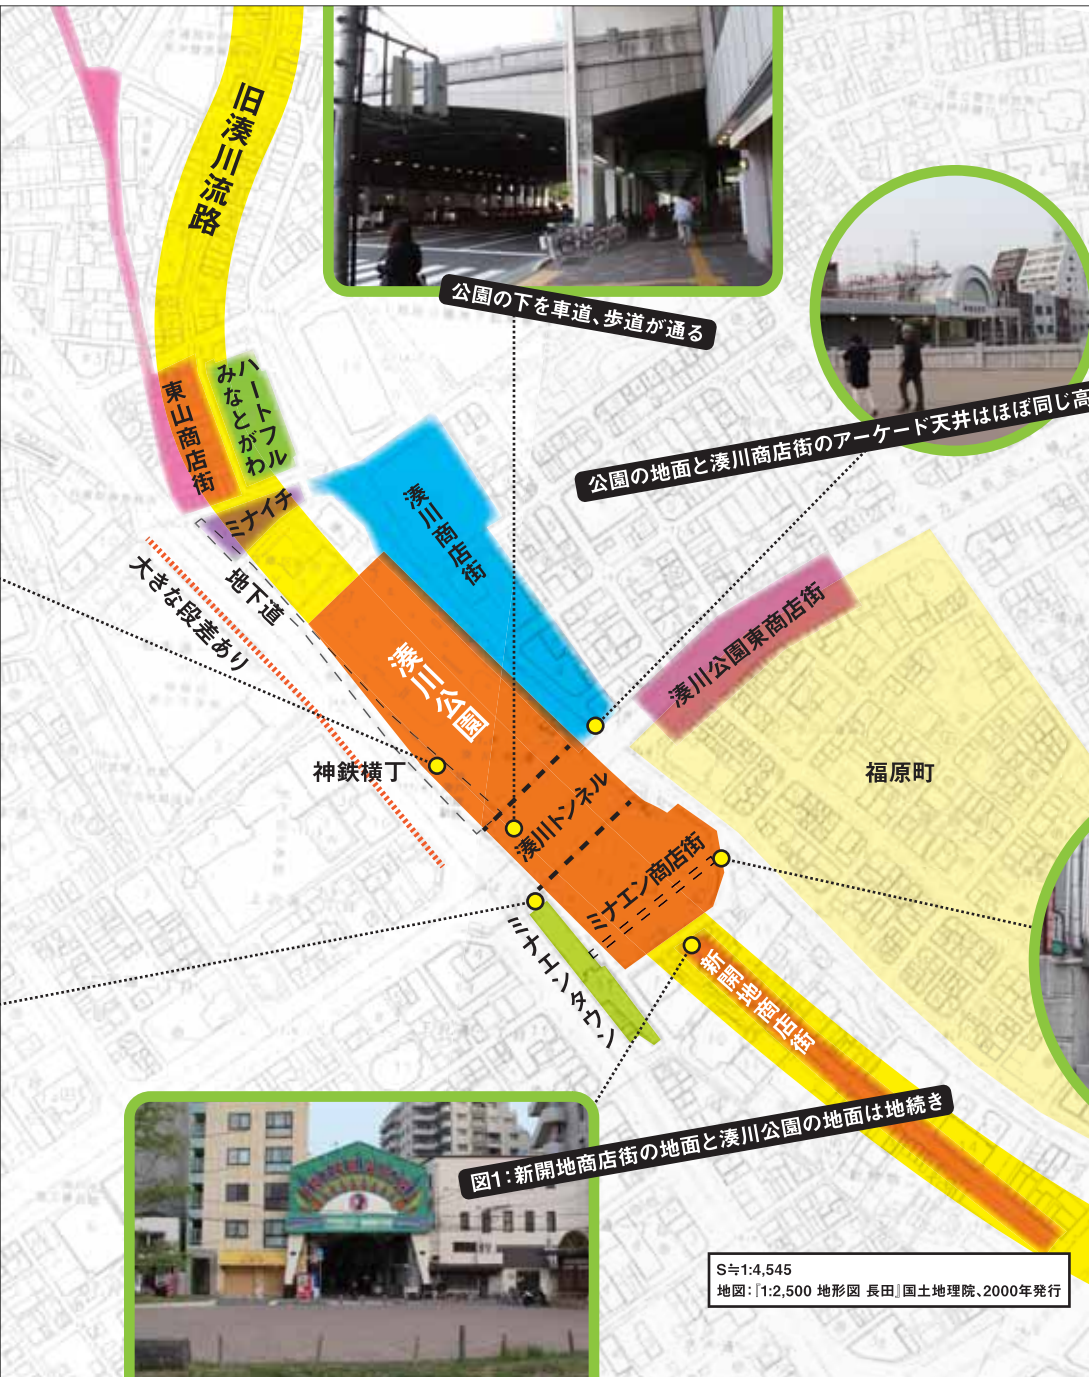 旧湊川流路
公園の下を車道、歩道が通る
公園の地面と湊川商店街のアーケード天井はほぼ同じ高
東山商店街
ハートフル
みなとがわ
ミナイチ
湊川商店街
地下道
大きな段差あり
湊川公園東商店街
湊川公園
神鉄横丁
福原町
湊川トンネル
ミナエン商店街
ミナエンタウン
新開地商店街
図1：新開地商店街の地面と湊川公園の地面は地続き
S≒1:4,545
地図：『1:2,500 地形図 長田』国土地理院、2000年発行